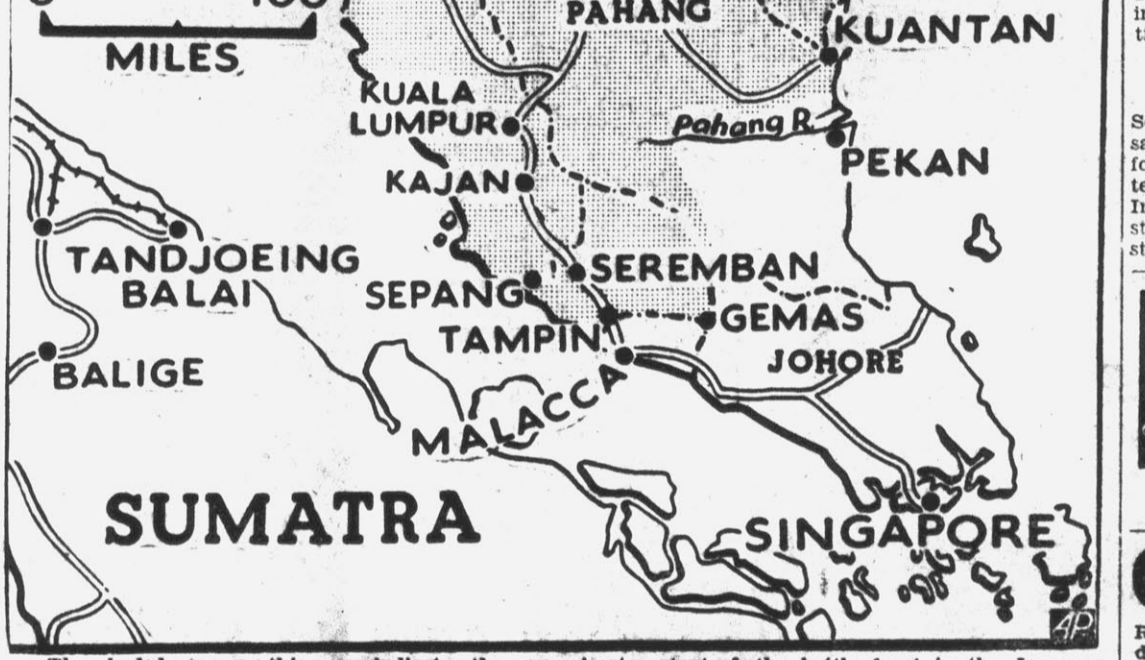 PAHANG
KUANTAN
MILES
KUALA
LUMPUR
Pahang R.
PEKAN
KAJAN
TANDJOEING
BALAI
SEREMBAN
SEPANG
GEMAS
TAMPIN
JOHORE
BALIGE
MALACCA
SUMATRA
SINGAPORE
AP